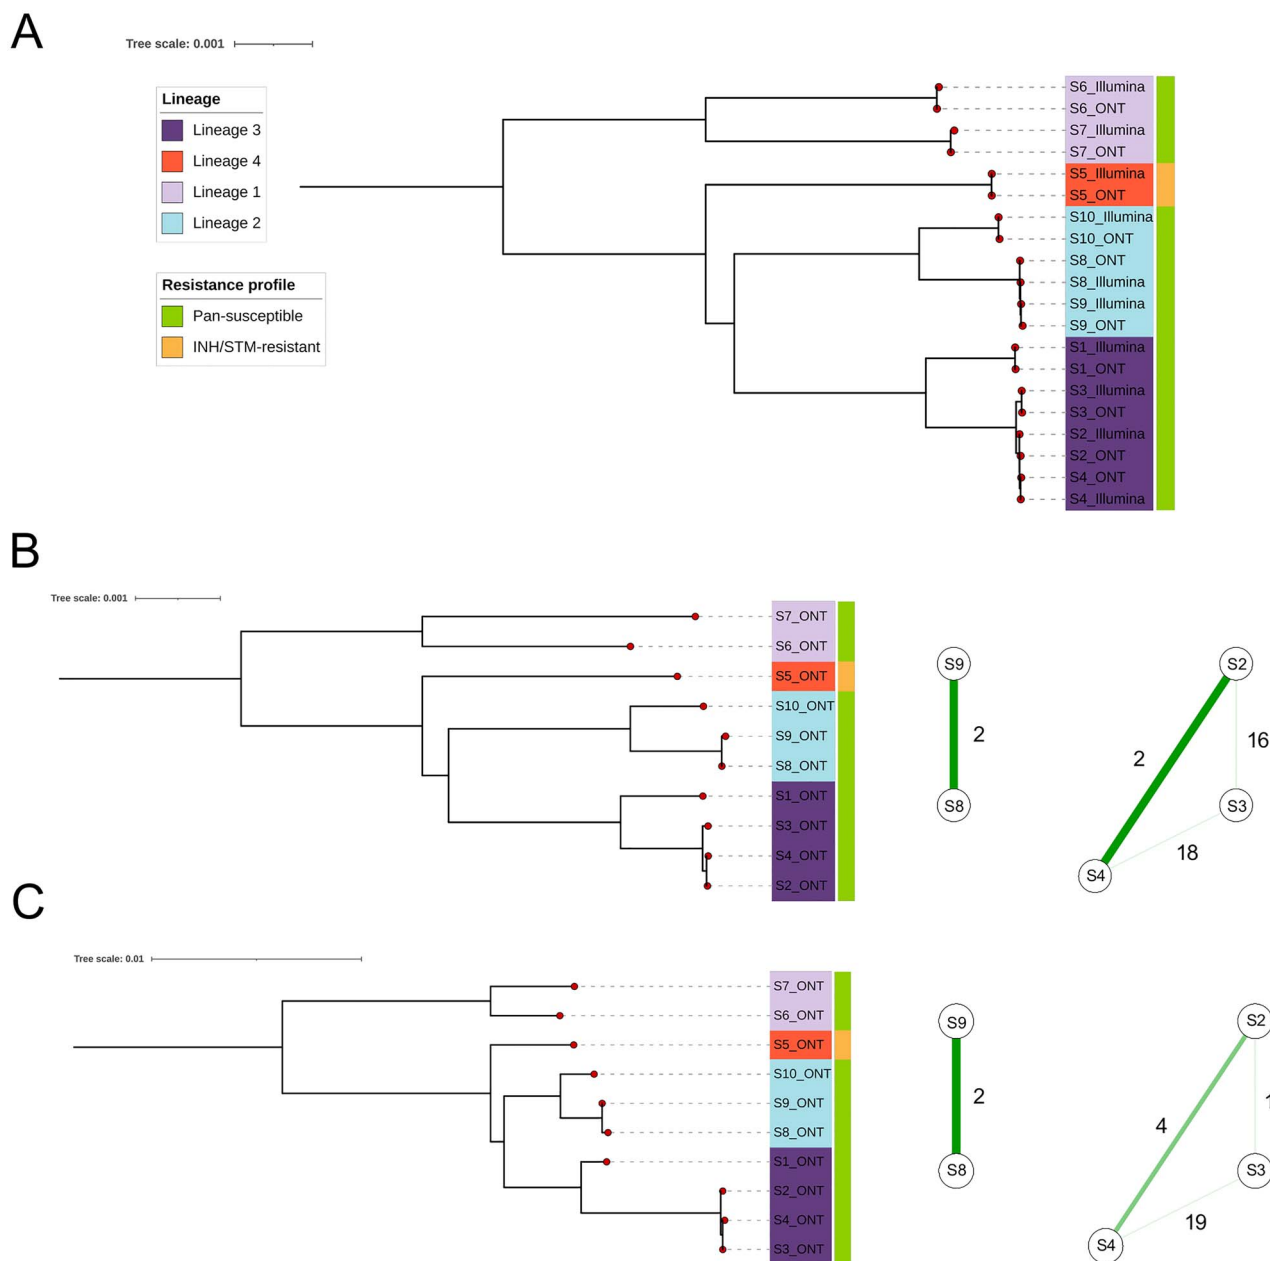 A
Tree scale: 0.001
Lineage
Lineage 3
Lineage 4
Lineage 1
Lineage 2
Resistance profile
Pan-susceptible
INH/STM-resistant
S6_Illumina
S6_ONT
S7_Illumina
S7_ONT
S5_Illumina
S5_ONT
S10_Illumina
S10_ONT
S8_ONT
S8_Illumina
S9_Illumina
S9_ONT
S1_Illumina
S1_ONT
S3_Illumina
S3_ONT
S2_Illumina
S2_ONT
S4_ONT
S4_Illumina
B
Tree scale: 0.001
S7_ONT
S6_ONT
S5_ONT
S10_ONT
S9_ONT
S8_ONT
S1_ONT
S3_ONT
S4_ONT
S2_ONT
S9
2
S8
S2
2
16
S3
18
S4
C
Tree scale: 0.01
S7_ONT
S6_ONT
S5_ONT
S10_ONT
S9_ONT
S8_ONT
S1_ONT
S2_ONT
S4_ONT
S3_ONT
S9
2
S8
S2
4
S3
19
S4